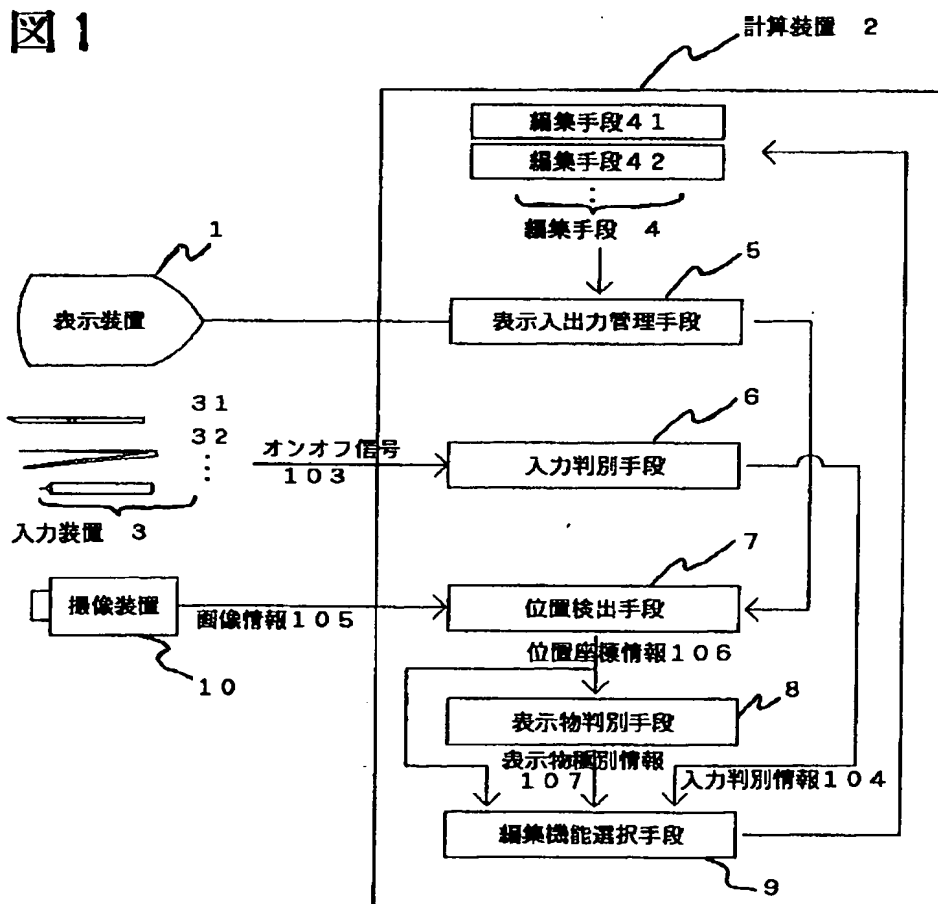 図1
計算装置 2
編集手段41
編集手段42
編集手段 4
1
5
表示装置
表示入出力管理手段
31
32
6
オンオフ信号
103
入力判別手段
入力装置 3
7
撮像装置
画像情報105
位置検出手段
10
位置座標情報106
8
表示物判別手段
表示物種別情報
107
入力判別情報104
編集機能選択手段
9